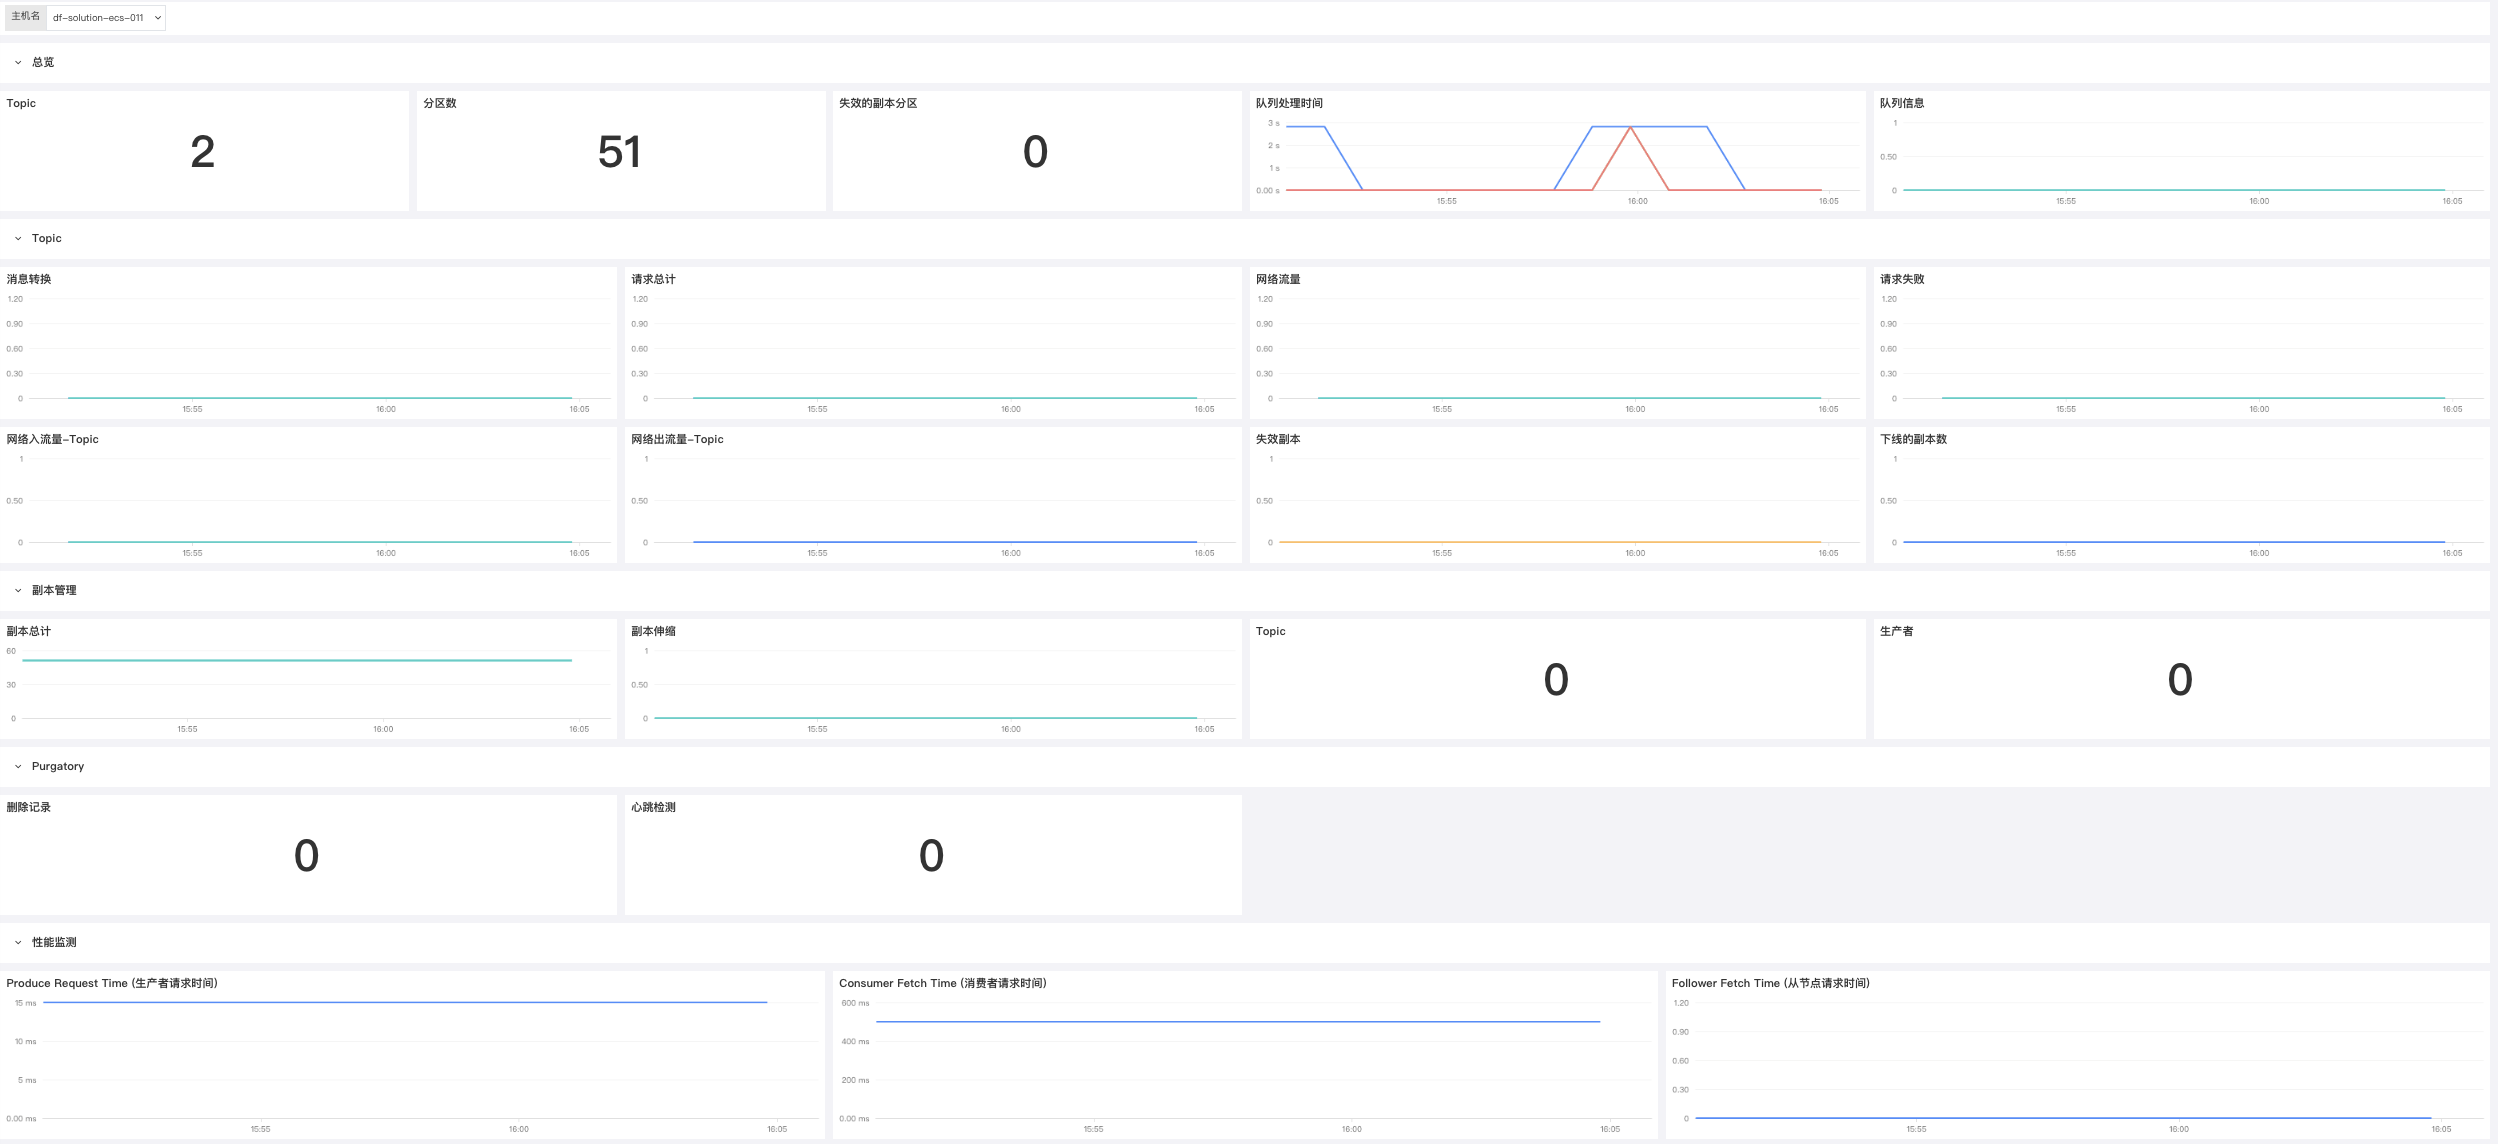 主机名 df-solution-ecs-011
总览
Topic
2
分区数
51
失效的副本分区
0
队列处理时间
3 s
2 s
1 s
0.00 s
15:55 16:00 16:05
队列信息
1
0.50
0
15:55 16:00 16:05
Topic
消息转换
1.20
0.90
0.60
0.30
0
15:55 16:00 16:05
请求总计
1.20
0.90
0.60
0.30
0
15:55 16:00 16:05
网络流量
1.20
0.90
0.60
0.30
0
15:55 16:00 16:05
请求失败
1.20
0.90
0.60
0.30
0
15:55 16:00 16:05
网络入流量-Topic
1
0.50
0
15:55 16:00 16:05
网络出流量-Topic
1
0.50
0
15:55 16:00 16:05
失效副本
1
0.50
0
15:55 16:00 16:05
下线的副本数
1
0.50
0
15:55 16:00 16:05
副本管理
副本总计
60
30
0
15:55 16:00 16:05
副本伸缩
1
0.50
0
15:55 16:00 16:05
Topic
0
生产者
0
Purgatory
删除记录
0
心跳检测
0
性能监测
Produce Request Time (生产者请求时间)
15 ms
10 ms
5 ms
0.00 ms
15:55 16:00 16:05
Consumer Fetch Time (消费者请求时间)
600 ms
400 ms
200 ms
0.00 ms
15:55 16:00 16:05
Follower Fetch Time (从节点请求时间)
1.20
0.90
0.60
0.30
0
15:55 16:00 16:05